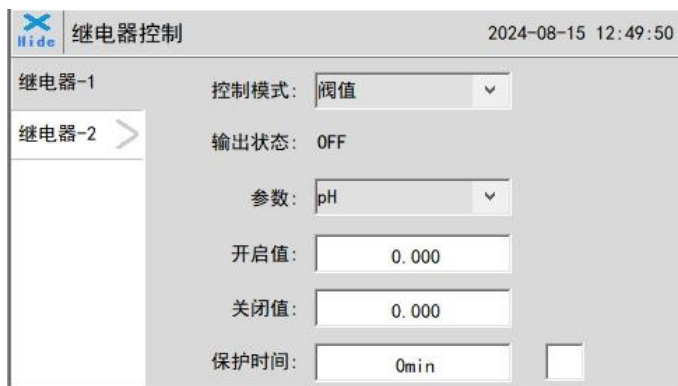 Hide 继电器控制 2024-08-15 12:49:50
继电器-1
继电器-2
控制模式: 阀值
输出状态: OFF
参数: pH
开启值: 0.000
关闭值: 0.000
保护时间: 0min